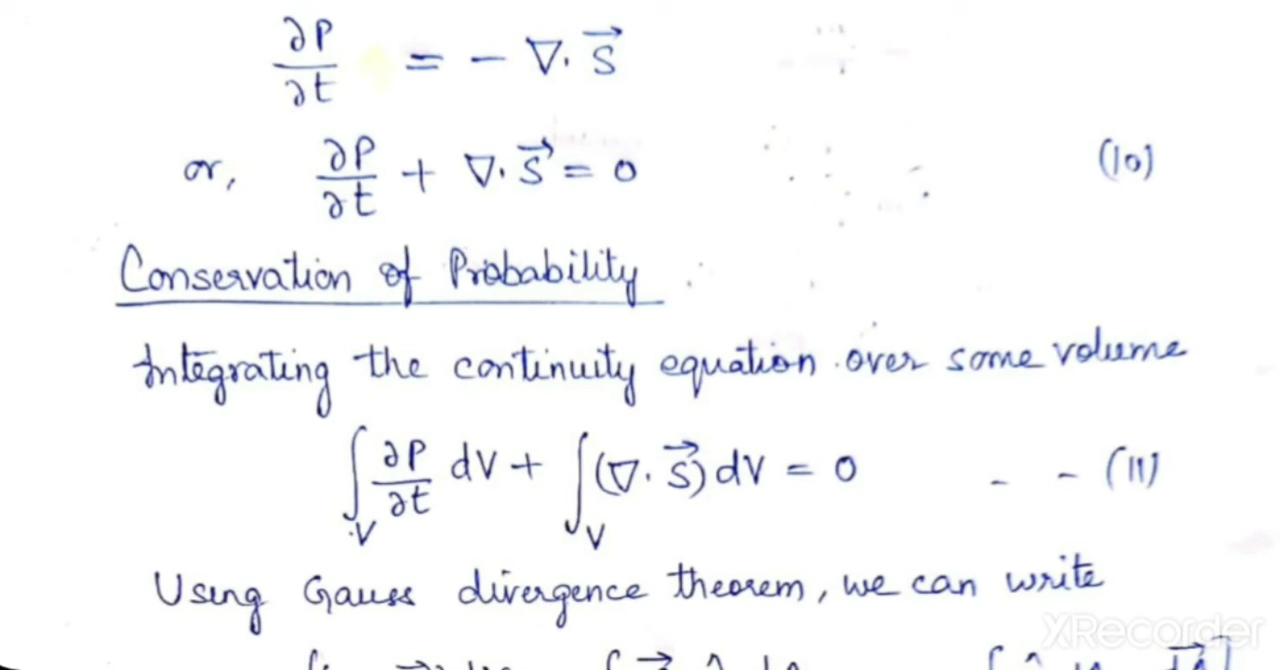 ∂P/∂t = - ∇. S⃗
or, ∂P/∂t + ∇. S⃗ = 0 (10)
Conservation of Probability
Integrating the continuity equation over some volume
∫_V ∂P/∂t dV + ∫_V (∇. S⃗) dV = 0 - - (11)
Using Gauss divergence theorem, we can write
XRecorder